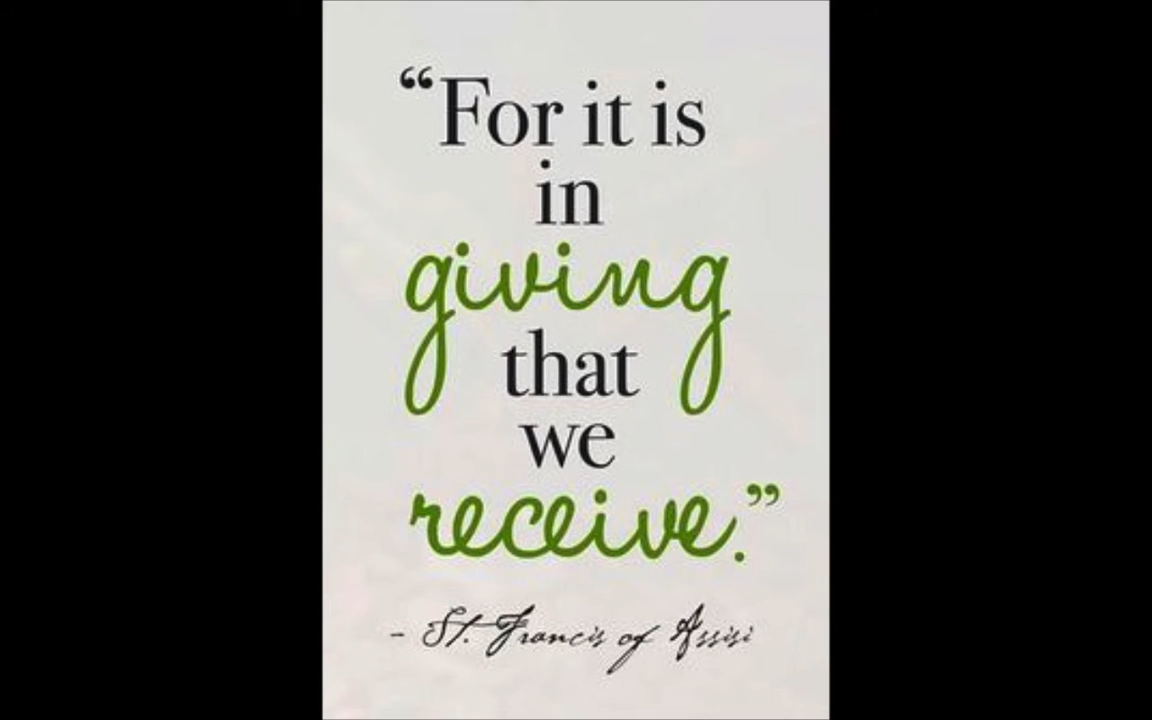 “For it is
in
giving
that
we
receive.”
- St. Francis of Assisi